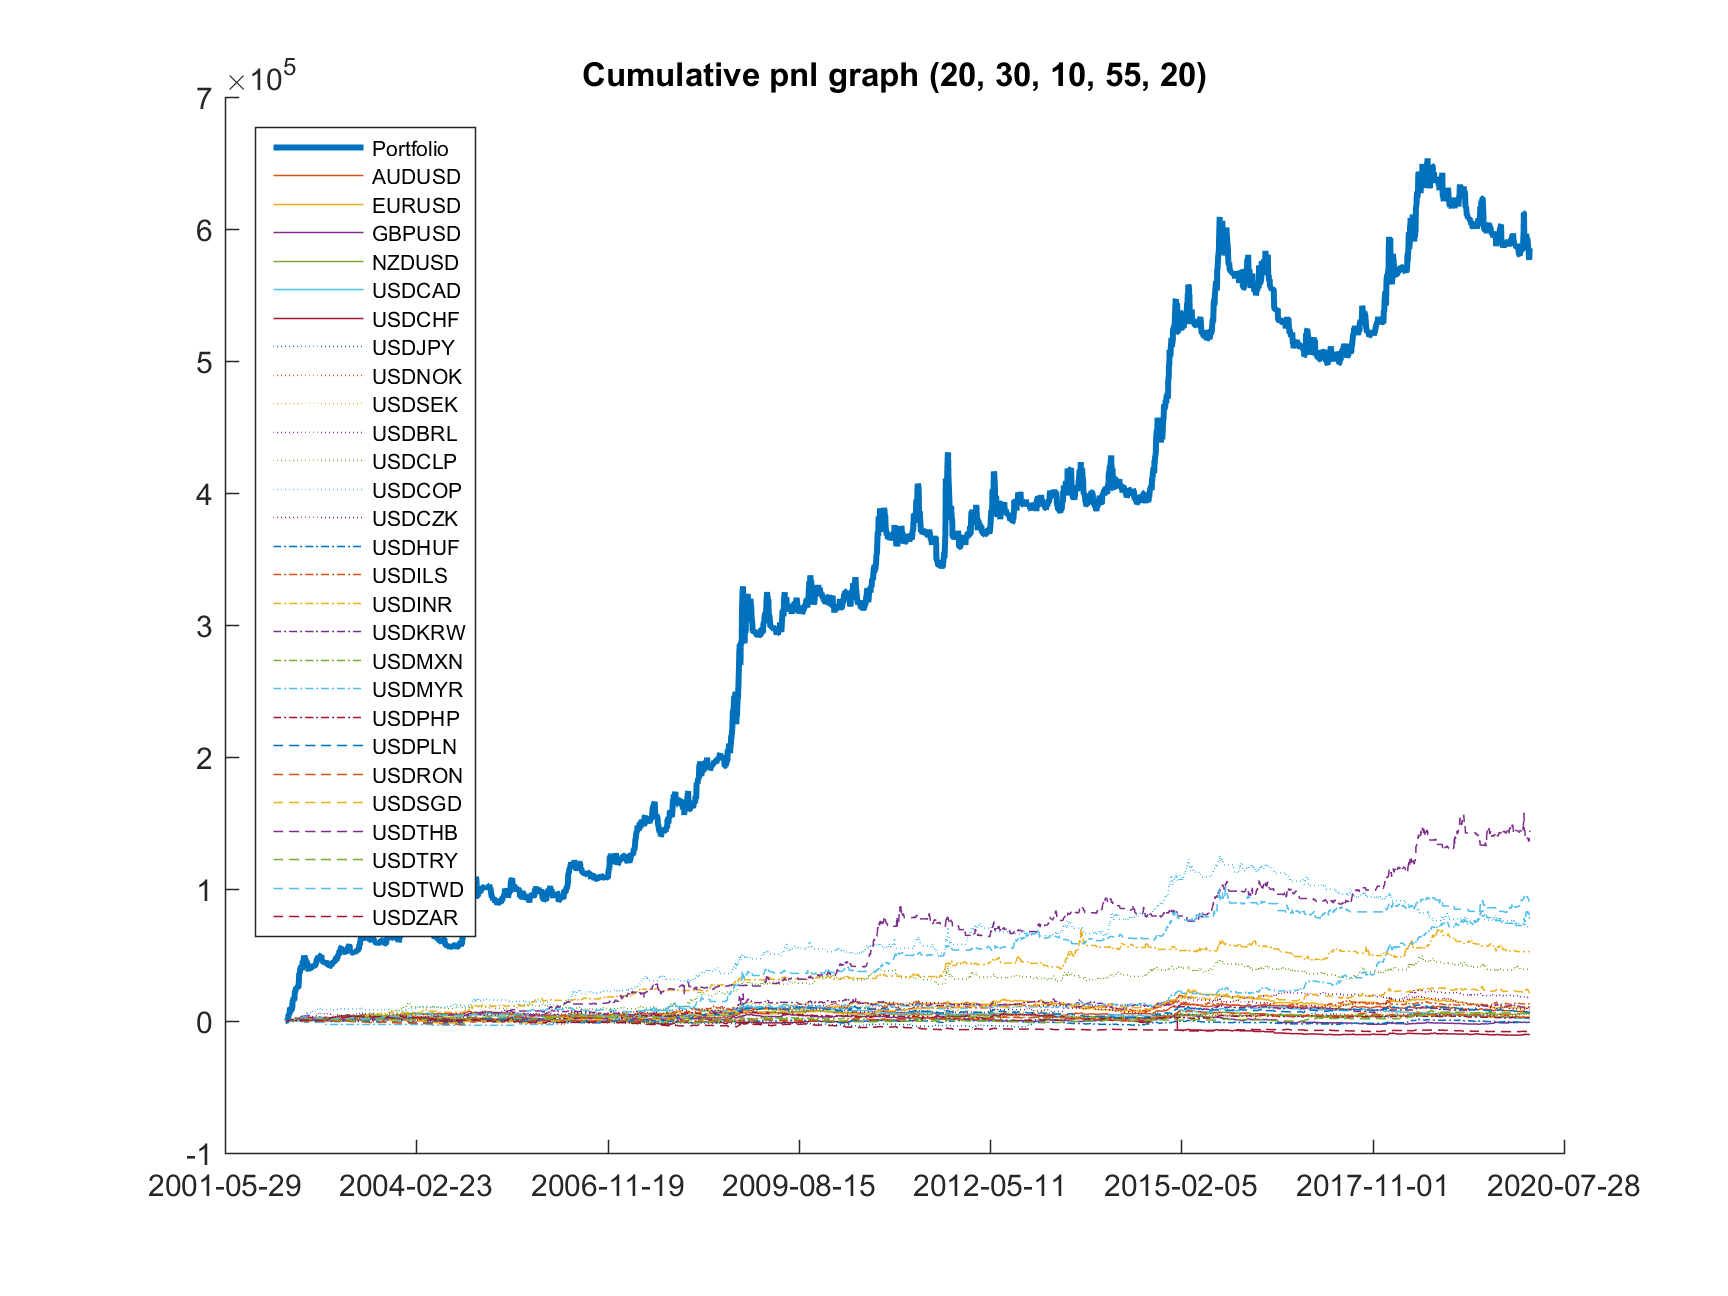 Cumulative pnl graph (20, 30, 10, 55, 20)
×10^5
7
6
5
4
3
2
1
0
-1
Portfolio
AUDUSD
EURUSD
GBPUSD
NZDUSD
USDCAD
USDCHF
USDJPY
USDNOK
USDSEK
USDBRL
USDCLP
USDCOP
USDCZK
USDHUF
USDILS
USDINR
USDKRW
USDMXN
USDMYR
USDPHP
USDPLN
USDRON
USDSGD
USDTHB
USDTRY
USDTWD
USDZAR
2001-05-29 2004-02-23 2006-11-19 2009-08-15 2012-05-11 2015-02-05 2017-11-01 2020-07-28